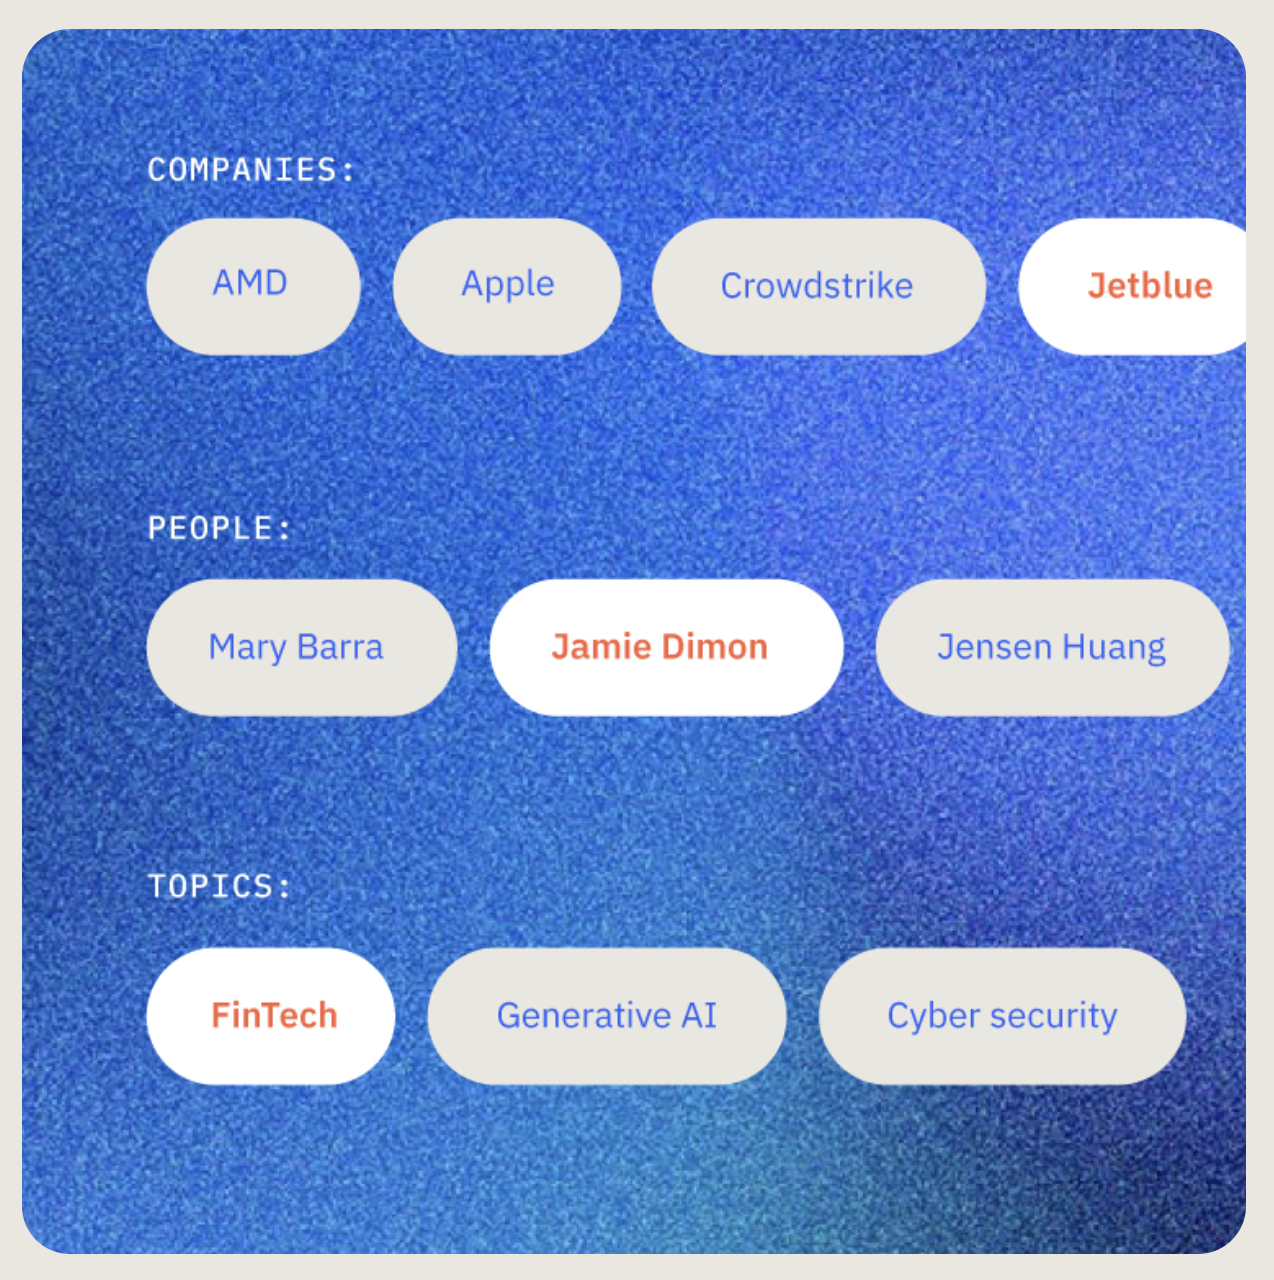 COMPANIES:
AMD Apple Crowdstrike Jetblue
PEOPLE:
Mary Barra Jamie Dimon Jensen Huang
TOPICS:
FinTech Generative AI Cyber security